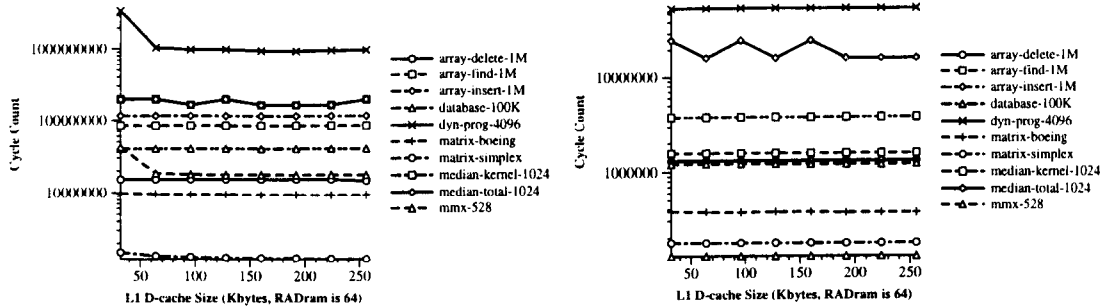 1000000000
100000000
10000000
Cycle Count
50
100
150
200
250
L1 D-cache Size (Kbytes, RADram is 64)
array-delete-1M
array-find-1M
array-insert-1M
database-100K
dyn-prog-4096
matrix-boeing
matrix-simplex
median-kernel-1024
median-total-1024
mmx-528
10000000
1000000
Cycle Count
50
100
150
200
250
L1 D-cache Size (Kbytes, RADram is 64)
array-delete-1M
array-find-1M
array-insert-1M
database-100K
dyn-prog-4096
matrix-boeing
matrix-simplex
median-kernel-1024
median-total-1024
mmx-528